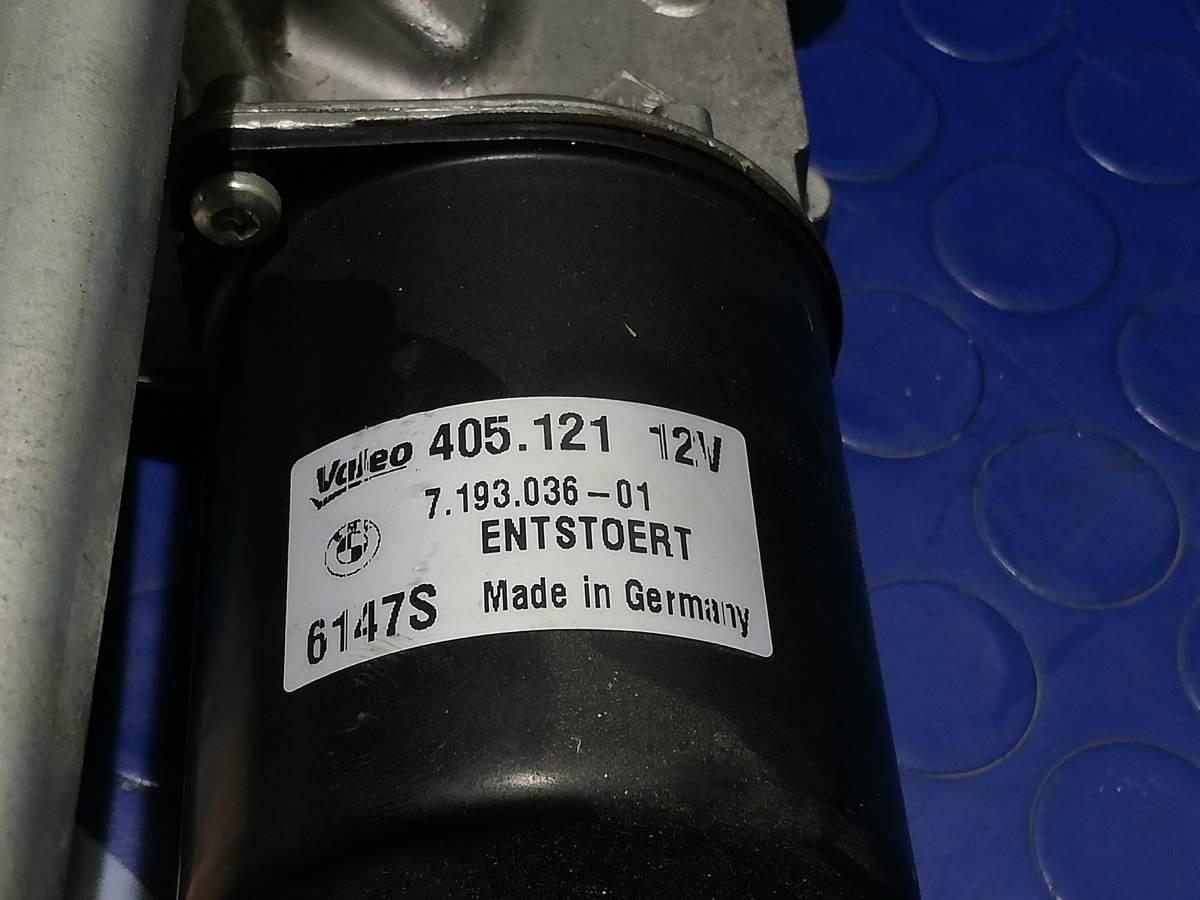 Valeo 405.121 12V
7.193.036-01
ENTSTOERT
6147S Made in Germany